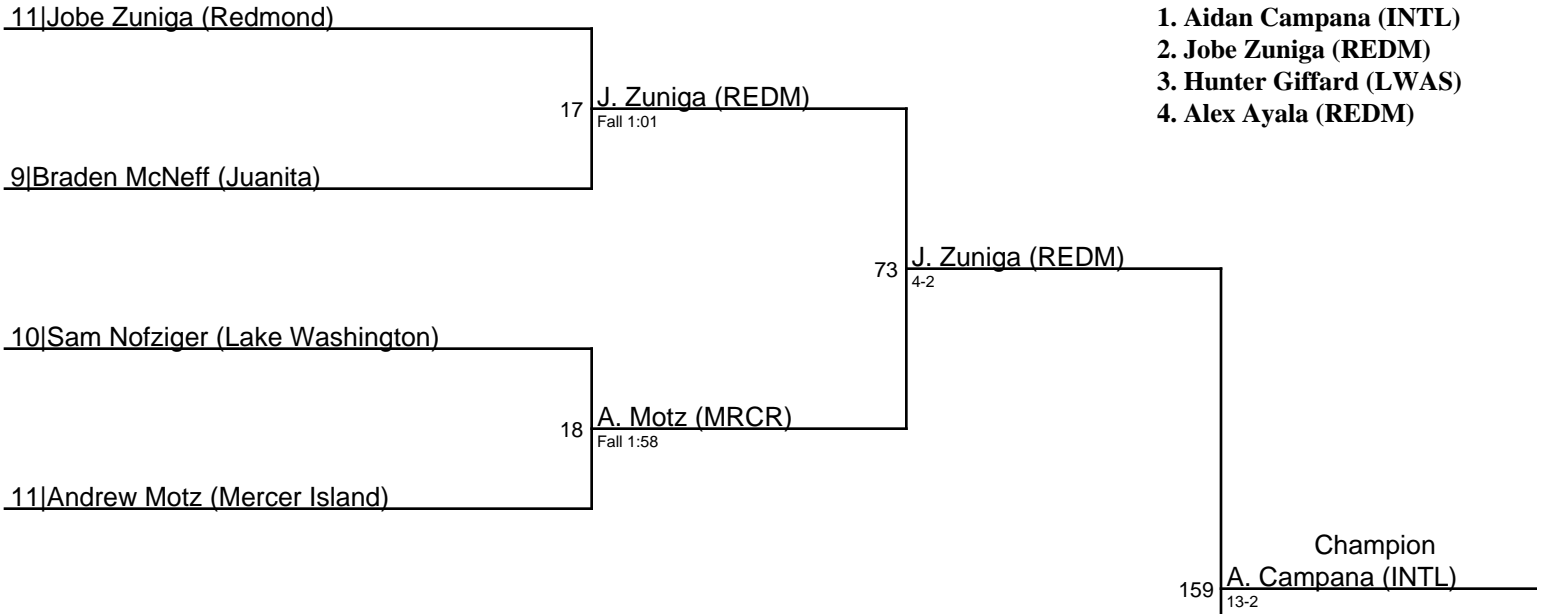 11|Jobe Zuniga (Redmond)
1. Aidan Campana (INTL)
2. Jobe Zuniga (REDM)
3. Hunter Giffard (LWAS)
4. Alex Ayala (REDM)
17 J. Zuniga (REDM)
Fall 1:01
9|Braden McNeff (Juanita)
73 J. Zuniga (REDM)
4-2
10|Sam Nofziger (Lake Washington)
18 A. Motz (MRCR)
Fall 1:58
11|Andrew Motz (Mercer Island)
Champion
159 A. Campana (INTL)
13-2